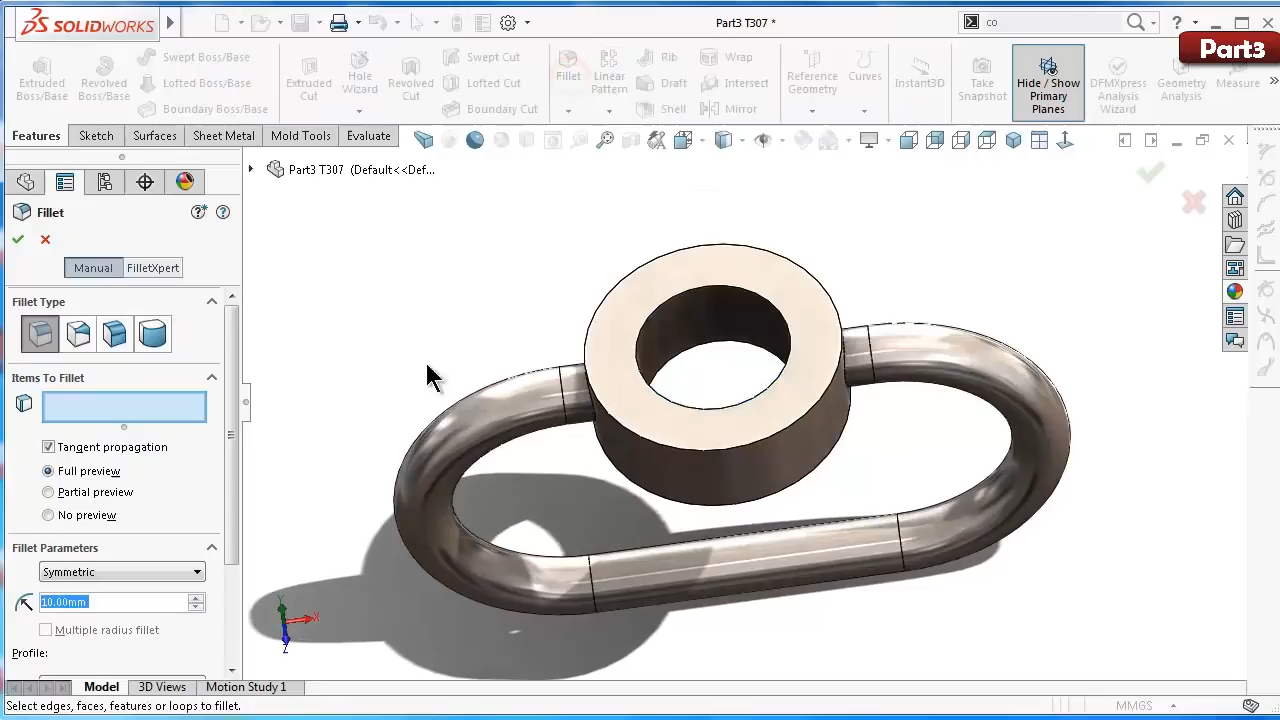 SOLIDWORKS
Part3 T307 *
co
Part3
Extruded Boss/Base
Revolved Boss/Base
Swept Boss/Base
Lofted Boss/Base
Boundary Boss/Base
Extruded Cut
Hole Wizard
Revolved Cut
Swept Cut
Lofted Cut
Boundary Cut
Fillet
Linear Pattern
Rib
Draft
Shell
Wrap
Intersect
Mirror
Reference Geometry
Curves
Instant3D
Take Snapshot
Hide / Show Primary Planes
DFMXpress Analysis Wizard
Geometry Analysis
Measure
Features
Sketch
Surfaces
Sheet Metal
Mold Tools
Evaluate
Part3 T307 (Default<<Def...
Fillet
Manual
FilletXpert
Fillet Type
Items To Fillet
Tangent propagation
Full preview
Partial preview
No preview
Fillet Parameters
Symmetric
10.00mm
Multiple radius fillet
Profile:
Y
X
Z
Model
3D Views
Motion Study 1
Select edges, faces, features or loops to fillet.
MMGS